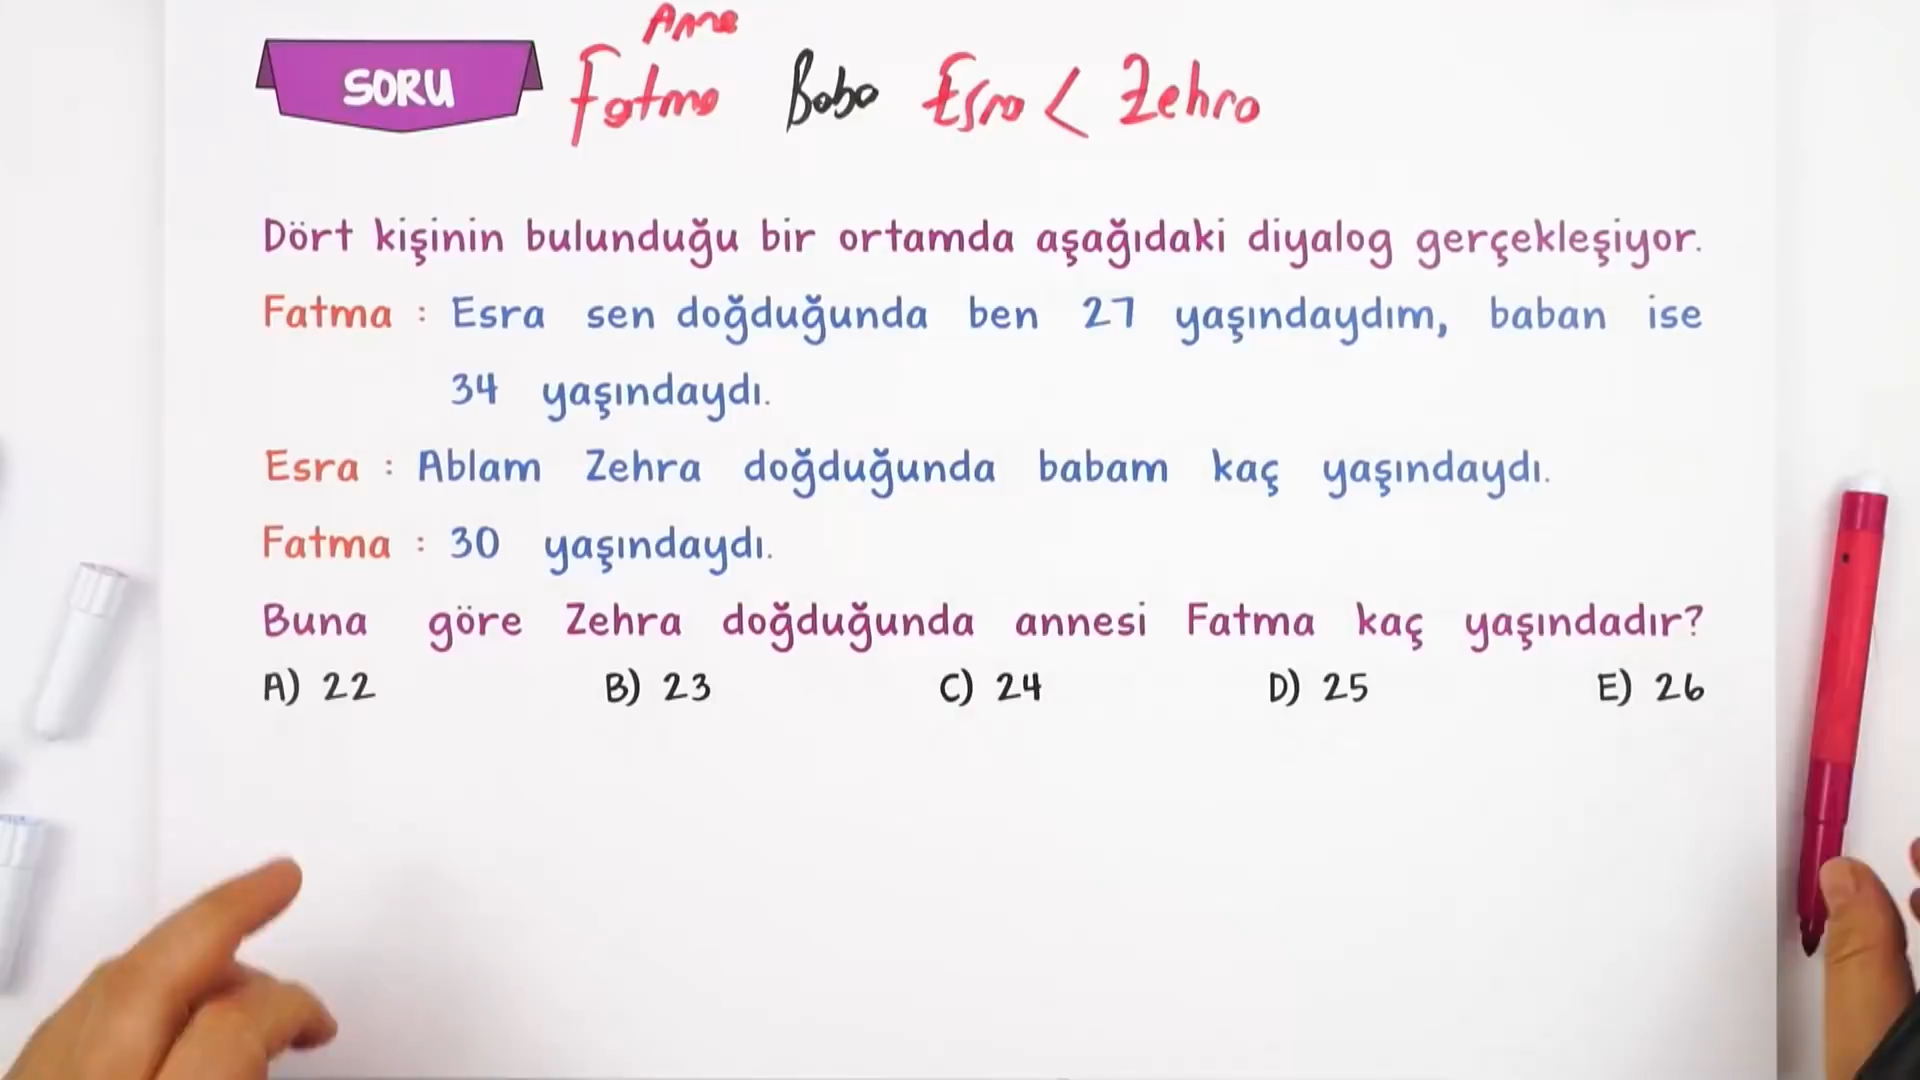 Anne
SORU Fatma Baba Esra < Zehra
Dört kişinin bulunduğu bir ortamda aşağıdaki diyalog gerçekleşiyor.
Fatma : Esra sen doğduğunda ben 27 yaşındaydım, baban ise
34 yaşındaydı.
Esra : Ablam Zehra doğduğunda babam kaç yaşındaydı.
Fatma : 30 yaşındaydı.
Buna göre Zehra doğduğunda annesi Fatma kaç yaşındadır?
A) 22 B) 23 C) 24 D) 25 E) 26